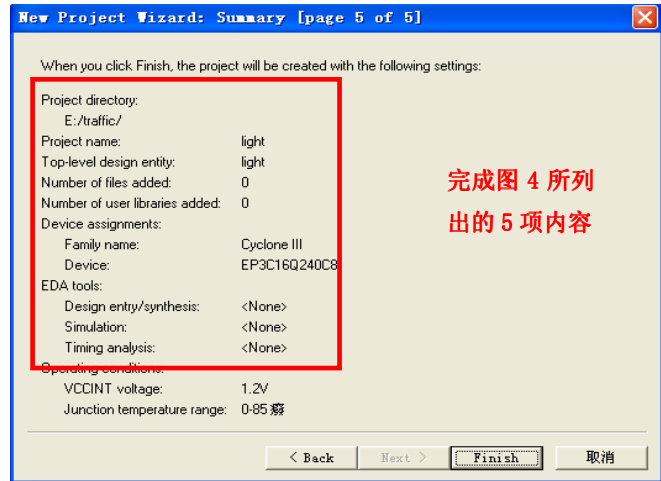 New Project Wizard: Summary [page 5 of 5]
When you click Finish, the project will be created with the following settings:
Project directory:
E:/traffic/
Project name: light
Top-level design entity: light
Number of files added: 0
Number of user libraries added: 0
Device assignments:
Family name: Cyclone III
Device: EP3C16Q240C8
EDA tools:
Design entry/synthesis: <None>
Simulation: <None>
Timing analysis: <None>
Operating conditions:
VCCINT voltage: 1.2V
Junction temperature range: 0-85 癈
完成图 4 所列
出的 5 项内容
< Back Next > Finish 取消